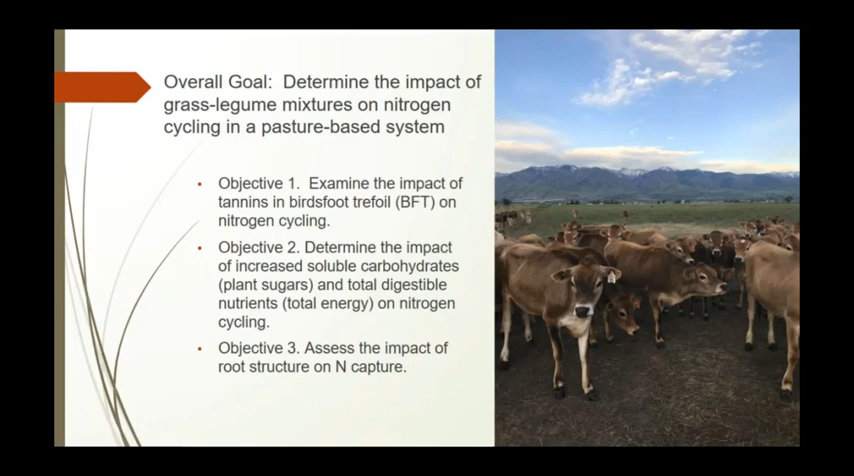 Overall Goal:  Determine the impact of
grass-legume mixtures on nitrogen
cycling in a pasture-based system
• Objective 1.  Examine the impact of
tannins in birdsfoot trefoil (BFT) on
nitrogen cycling.
• Objective 2. Determine the impact
of increased soluble carbohydrates
(plant sugars) and total digestible
nutrients (total energy) on nitrogen
cycling.
• Objective 3. Assess the impact of
root structure on N capture.